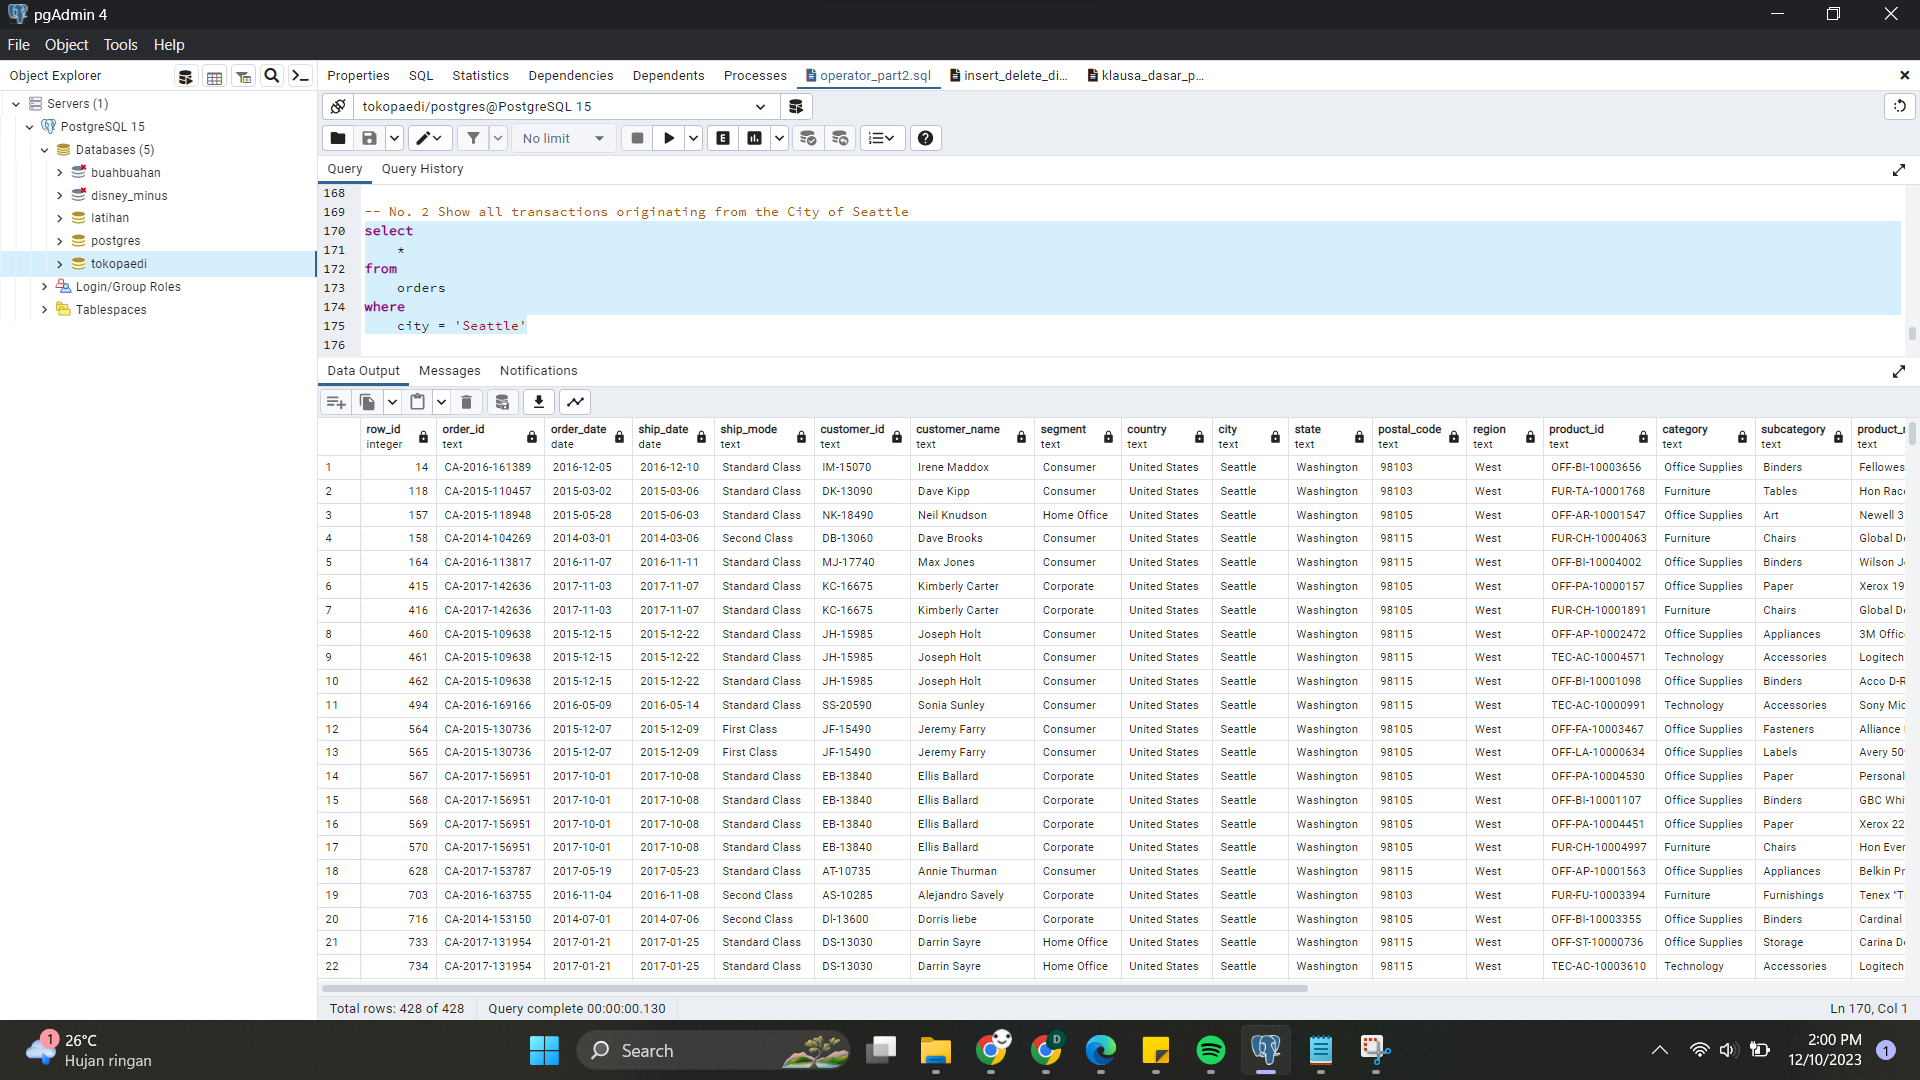 pgAdmin 4
File Object Tools Help
Object Explorer
Properties SQL Statistics Dependencies Dependents Processes operator_part2.sql insert_delete_di... klausa_dasar_p...
Servers (1)
PostgreSQL 15
Databases (5)
buahbuahan
disney_minus
latihan
postgres
tokopaedi
Login/Group Roles
Tablespaces
tokopaedi/postgres@PostgreSQL 15
No limit
E
Query Query History
168
169 -- No. 2 Show all transactions originating from the City of Seattle
170 select
171 *
172 from
173 orders
174 where
175 city = 'Seattle'
176
Data Output Messages Notifications
row_id order_id order_date ship_date ship_mode customer_id customer_name segment country city state postal_code region product_id category subcategory product_
integer text date date text text text text text text text text text text text text text
1 14 CA-2016-161389 2016-12-05 2016-12-10 Standard Class IM-15070 Irene Maddox Consumer United States Seattle Washington 98103 West OFF-BI-10003656 Office Supplies Binders Fellowes
2 118 CA-2015-110457 2015-03-02 2015-03-06 Standard Class DK-13090 Dave Kipp Consumer United States Seattle Washington 98103 West FUR-TA-10001768 Furniture Tables Hon Rac
3 157 CA-2015-118948 2015-05-28 2015-06-03 Standard Class NK-18490 Neil Knudson Home Office United States Seattle Washington 98105 West OFF-AR-10001547 Office Supplies Art Newell 3
4 158 CA-2014-104269 2014-03-01 2014-03-06 Second Class DB-13060 Dave Brooks Consumer United States Seattle Washington 98115 West FUR-CH-10004063 Furniture Chairs Global D
5 164 CA-2016-113817 2016-11-07 2016-11-11 Standard Class MJ-17740 Max Jones Consumer United States Seattle Washington 98115 West OFF-BI-10004002 Office Supplies Binders Wilson J
6 415 CA-2017-142636 2017-11-03 2017-11-07 Standard Class KC-16675 Kimberly Carter Corporate United States Seattle Washington 98105 West OFF-PA-10000157 Office Supplies Paper Xerox 19
7 416 CA-2017-142636 2017-11-03 2017-11-07 Standard Class KC-16675 Kimberly Carter Corporate United States Seattle Washington 98105 West FUR-CH-10001891 Furniture Chairs Global D
8 460 CA-2015-109638 2015-12-15 2015-12-22 Standard Class JH-15985 Joseph Holt Consumer United States Seattle Washington 98115 West OFF-AP-10002472 Office Supplies Appliances 3M Offic
9 461 CA-2015-109638 2015-12-15 2015-12-22 Standard Class JH-15985 Joseph Holt Consumer United States Seattle Washington 98115 West TEC-AC-10004571 Technology Accessories Logitech
10 462 CA-2015-109638 2015-12-15 2015-12-22 Standard Class JH-15985 Joseph Holt Consumer United States Seattle Washington 98115 West OFF-BI-10001098 Office Supplies Binders Acco D-R
11 494 CA-2016-169166 2016-05-09 2016-05-14 Standard Class SS-20590 Sonia Sunley Consumer United States Seattle Washington 98115 West TEC-AC-10000991 Technology Accessories Sony Mic
12 564 CA-2015-130736 2015-12-07 2015-12-09 First Class JF-15490 Jeremy Farry Consumer United States Seattle Washington 98105 West OFF-FA-10003467 Office Supplies Fasteners Alliance
13 565 CA-2015-130736 2015-12-07 2015-12-09 First Class JF-15490 Jeremy Farry Consumer United States Seattle Washington 98105 West OFF-LA-10000634 Office Supplies Labels Avery 50
14 567 CA-2017-156951 2017-10-01 2017-10-08 Standard Class EB-13840 Ellis Ballard Corporate United States Seattle Washington 98105 West OFF-PA-10004530 Office Supplies Paper Personal
15 568 CA-2017-156951 2017-10-01 2017-10-08 Standard Class EB-13840 Ellis Ballard Corporate United States Seattle Washington 98105 West OFF-BI-10001107 Office Supplies Binders GBC Whi
16 569 CA-2017-156951 2017-10-01 2017-10-08 Standard Class EB-13840 Ellis Ballard Corporate United States Seattle Washington 98105 West OFF-PA-10004451 Office Supplies Paper Xerox 22
17 570 CA-2017-156951 2017-10-01 2017-10-08 Standard Class EB-13840 Ellis Ballard Corporate United States Seattle Washington 98105 West FUR-CH-10004997 Furniture Chairs Hon Ever
18 628 CA-2017-153787 2017-05-19 2017-05-23 Standard Class AT-10735 Annie Thurman Consumer United States Seattle Washington 98115 West OFF-AP-10001563 Office Supplies Appliances Belkin Pr
19 703 CA-2016-163755 2016-11-04 2016-11-08 Second Class AS-10285 Alejandro Savely Corporate United States Seattle Washington 98103 West FUR-FU-10003394 Furniture Furnishings Tenex "T
20 716 CA-2014-153150 2014-07-01 2014-07-06 Second Class Dl-13600 Dorris liebe Corporate United States Seattle Washington 98105 West OFF-BI-10003355 Office Supplies Binders Cardinal
21 733 CA-2017-131954 2017-01-21 2017-01-25 Standard Class DS-13030 Darrin Sayre Home Office United States Seattle Washington 98115 West OFF-ST-10000736 Office Supplies Storage Carina D
22 734 CA-2017-131954 2017-01-21 2017-01-25 Standard Class DS-13030 Darrin Sayre Home Office United States Seattle Washington 98115 West TEC-AC-10003610 Technology Accessories Logitech
Total rows: 428 of 428 Query complete 00:00:00.130 Ln 170, Col 1
1
26°C
Hujan ringan
Search
D
2:00 PM
12/10/2023
1